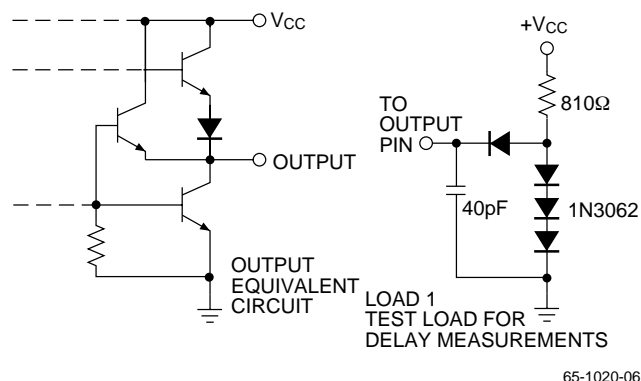 VCC
OUTPUT
OUTPUT
EQUIVALENT
CIRCUIT
+VCC
810Ω
TO
OUTPUT
PIN
40pF
1N3062
LOAD 1
TEST LOAD FOR
DELAY MEASUREMENTS
65-1020-06